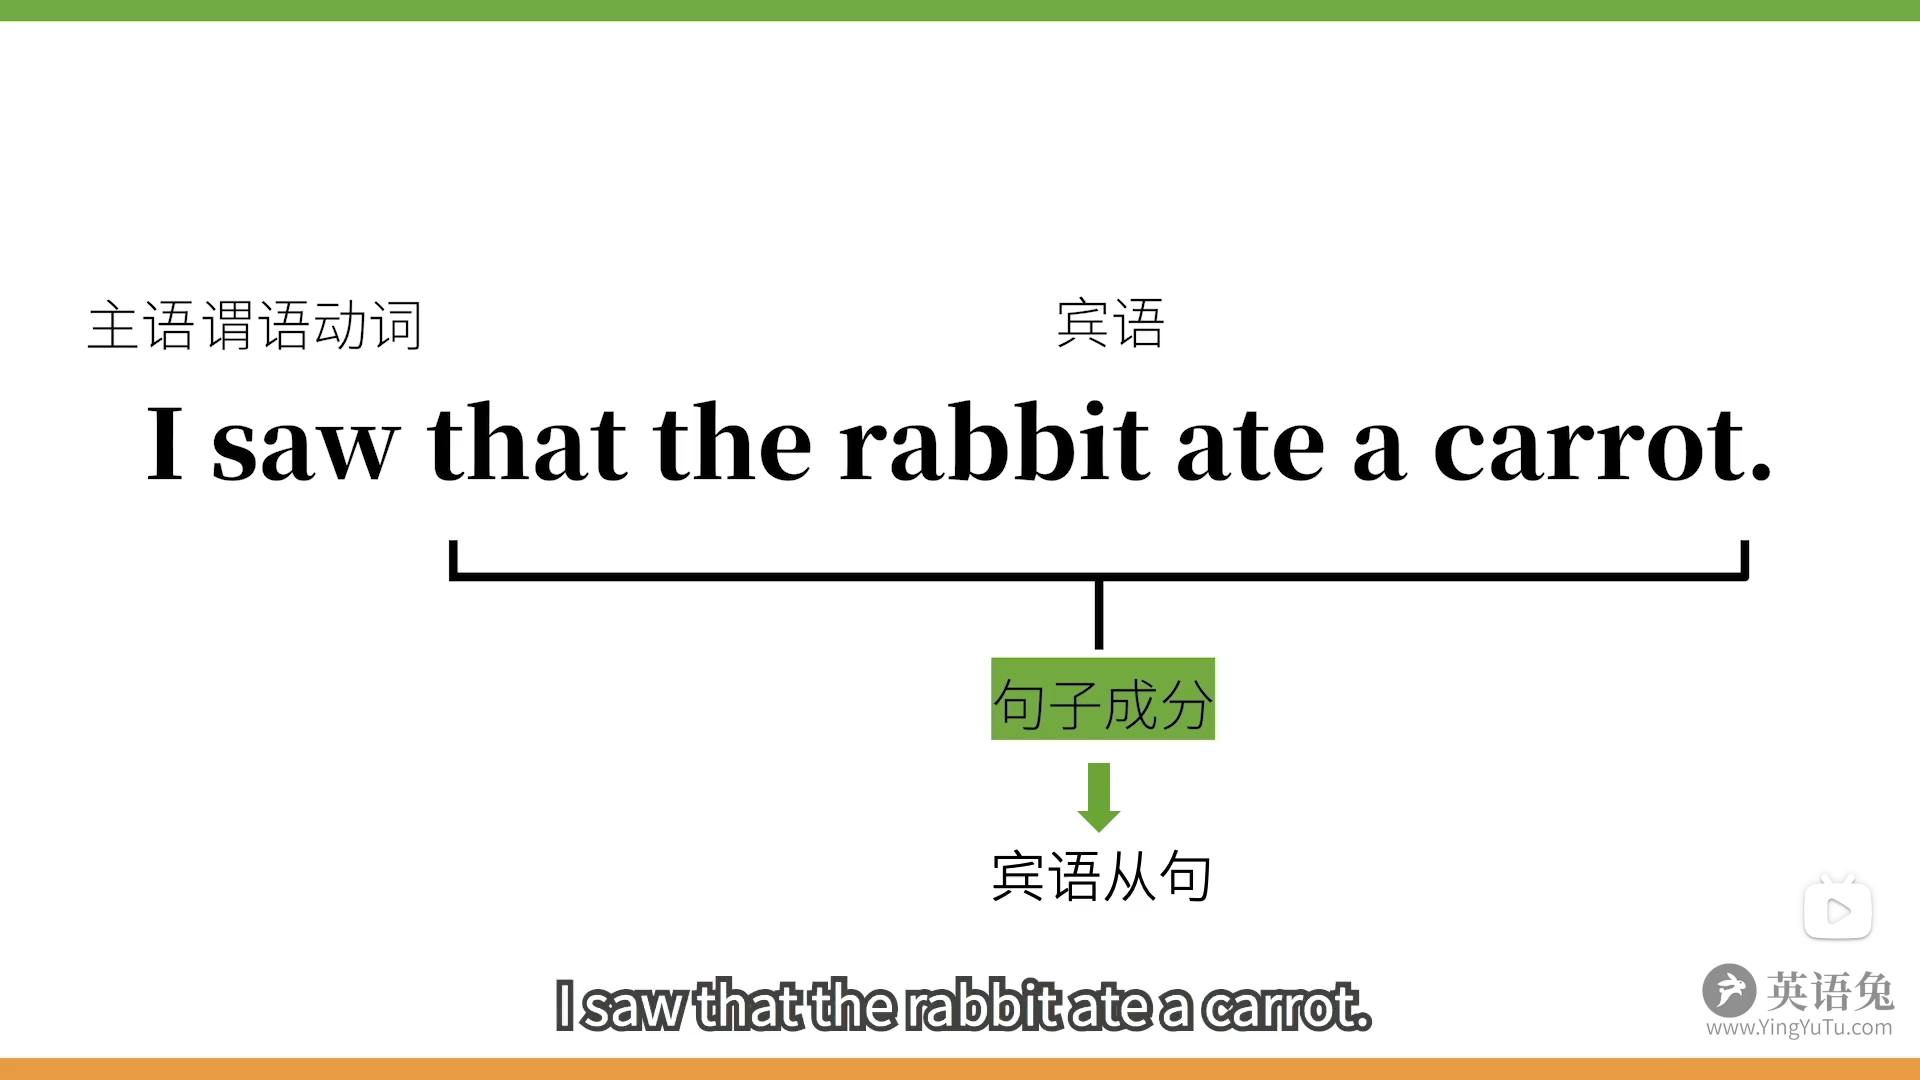 主语 谓语动词 宾语
I saw that the rabbit ate a carrot.
句子成分
宾语从句
I saw that the rabbit ate a carrot.
英语兔
www.YingYuTu.com